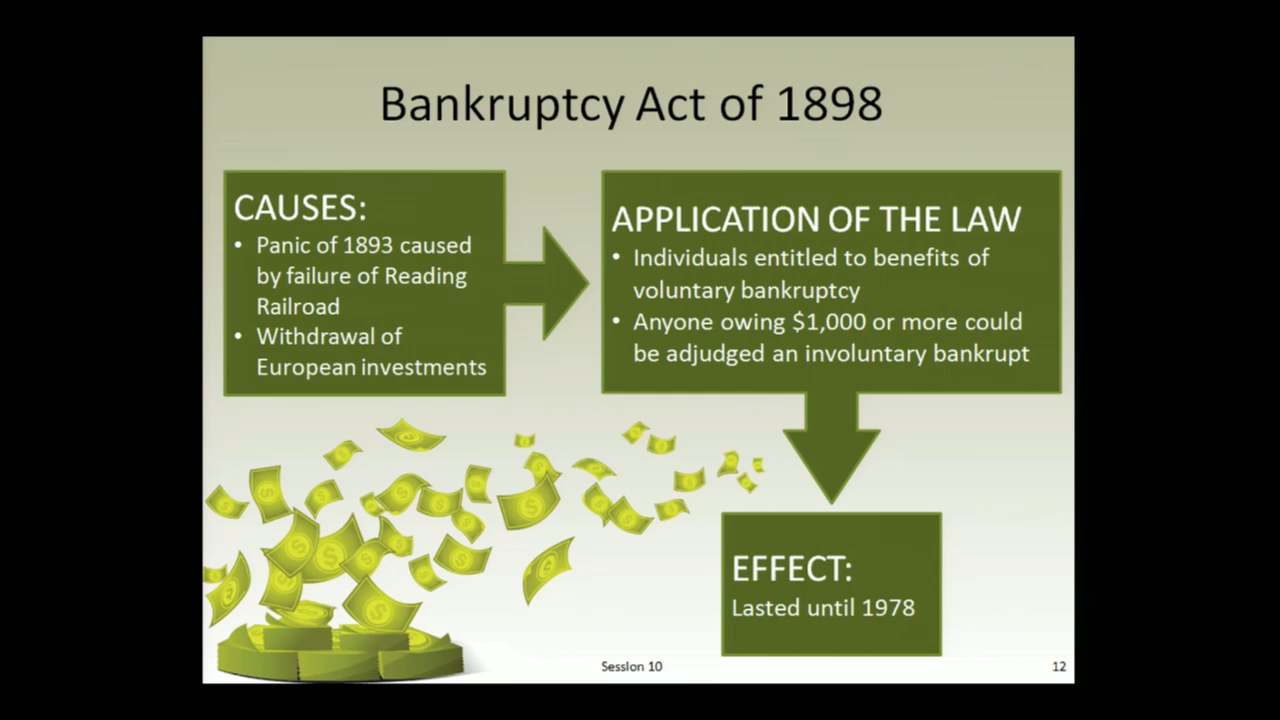 Bankruptcy Act of 1898
CAUSES:
• Panic of 1893 caused
by failure of Reading
Railroad
• Withdrawal of
European investments
APPLICATION OF THE LAW
• Individuals entitled to benefits of
voluntary bankruptcy
• Anyone owing $1,000 or more could
be adjudged an involuntary bankrupt
EFFECT:
Lasted until 1978
Session 10
12